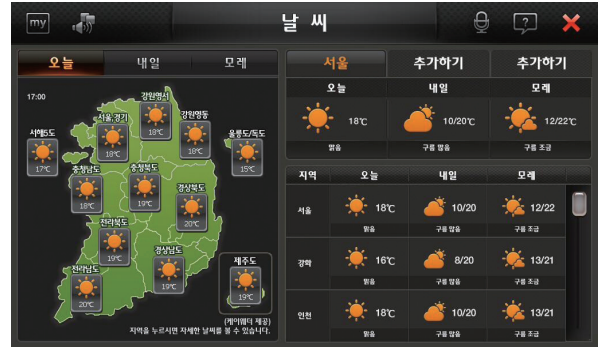 my
날 씨
?
오늘 내일 모레
17:00
강원영서
18℃
서울,경기
18℃
강원영동
18℃
서해5도
17℃
울릉도/독도
15℃
충청남도
18℃
충청북도
19℃
경상북도
20℃
전라북도
19℃
경상남도
19℃
전라남도
20℃
제주도
19℃
(케이웨더 제공)
지역을 누르시면 자세한 날씨를 볼 수 있습니다.
서울 추가하기 추가하기
오늘 내일 모레
18℃ 10/20℃ 12/22℃
맑음 구름 많음 구름 조금
지역 오늘 내일 모레
서울 18℃ 10/20 12/22
맑음 구름 많음 구름 조금
강화 16℃ 8/20 13/21
맑음 구름 많음 구름 조금
인천 18℃ 10/20 13/21
맑음 구름 많음 구름 조금